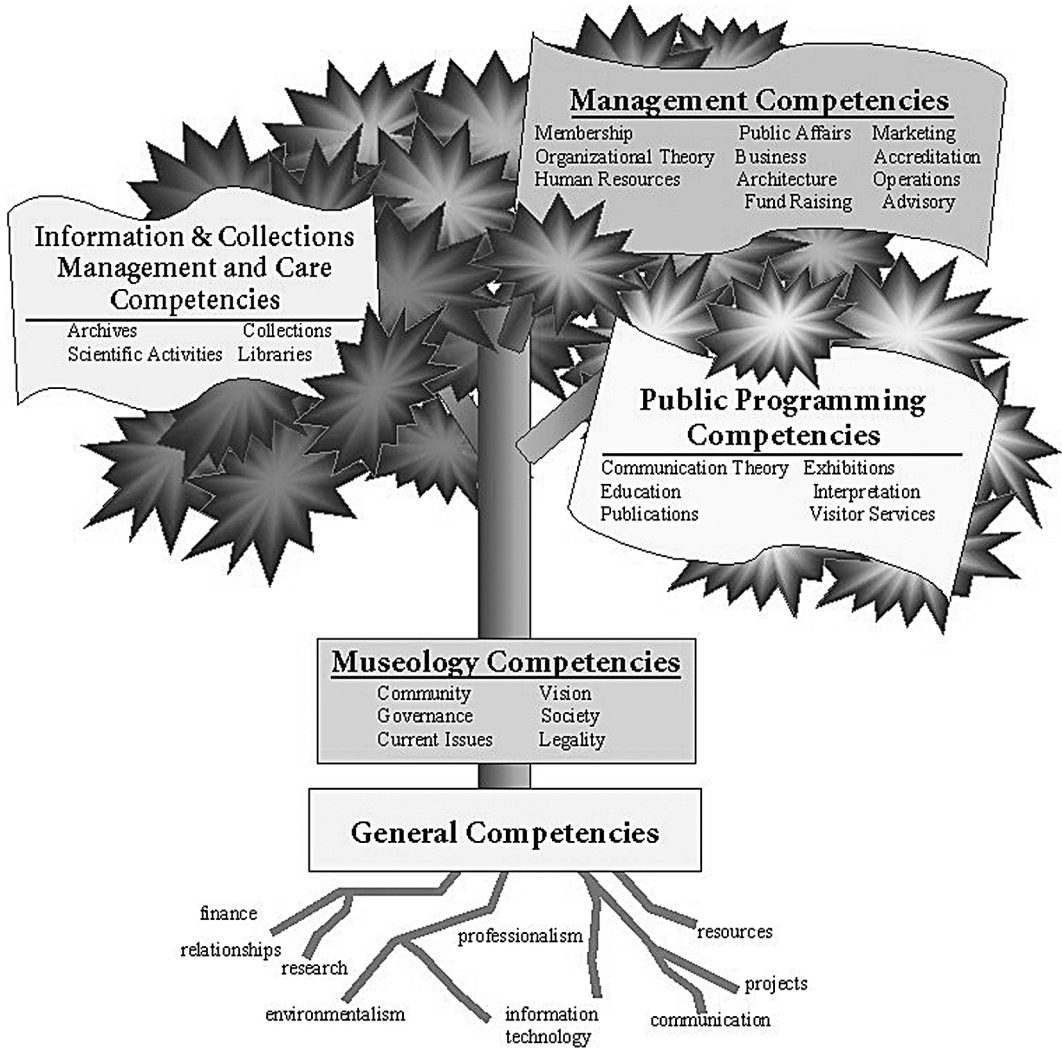 Management Competencies
Membership Public Affairs Marketing
Organizational Theory Business Accreditation
Human Resources Architecture Operations
Fund Raising Advisory
Information & Collections
Management and Care
Competencies
Archives Collections
Scientific Activities Libraries
Public Programming
Competencies
Communication Theory Exhibitions
Education Interpretation
Publications Visitor Services
Museology Competencies
Community Vision
Governance Society
Current Issues Legality
General Competencies
finance
relationships
research
environmentalism
professionalism
information
technology
resources
projects
communication